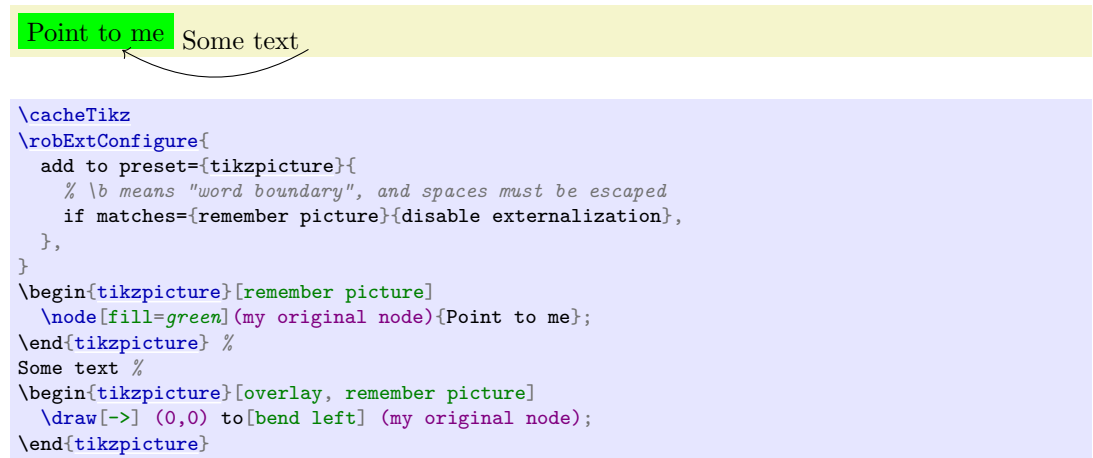 Point to me Some text
\cacheTikz
\robExtConfigure{
  add to preset={tikzpicture}{
    % \b means "word boundary", and spaces must be escaped
    if matches={remember picture}{disable externalization},
  },
}
\begin{tikzpicture}[remember picture]
  \node[fill=green](my original node){Point to me};
\end{tikzpicture} %
Some text %
\begin{tikzpicture}[overlay, remember picture]
  \draw[->] (0,0) to[bend left] (my original node);
\end{tikzpicture}